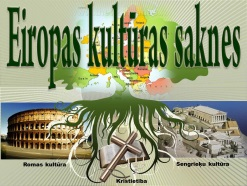 Eiropas kultūras saknes
Romas kultūra
Sengrieķu kultūra
Kristietība